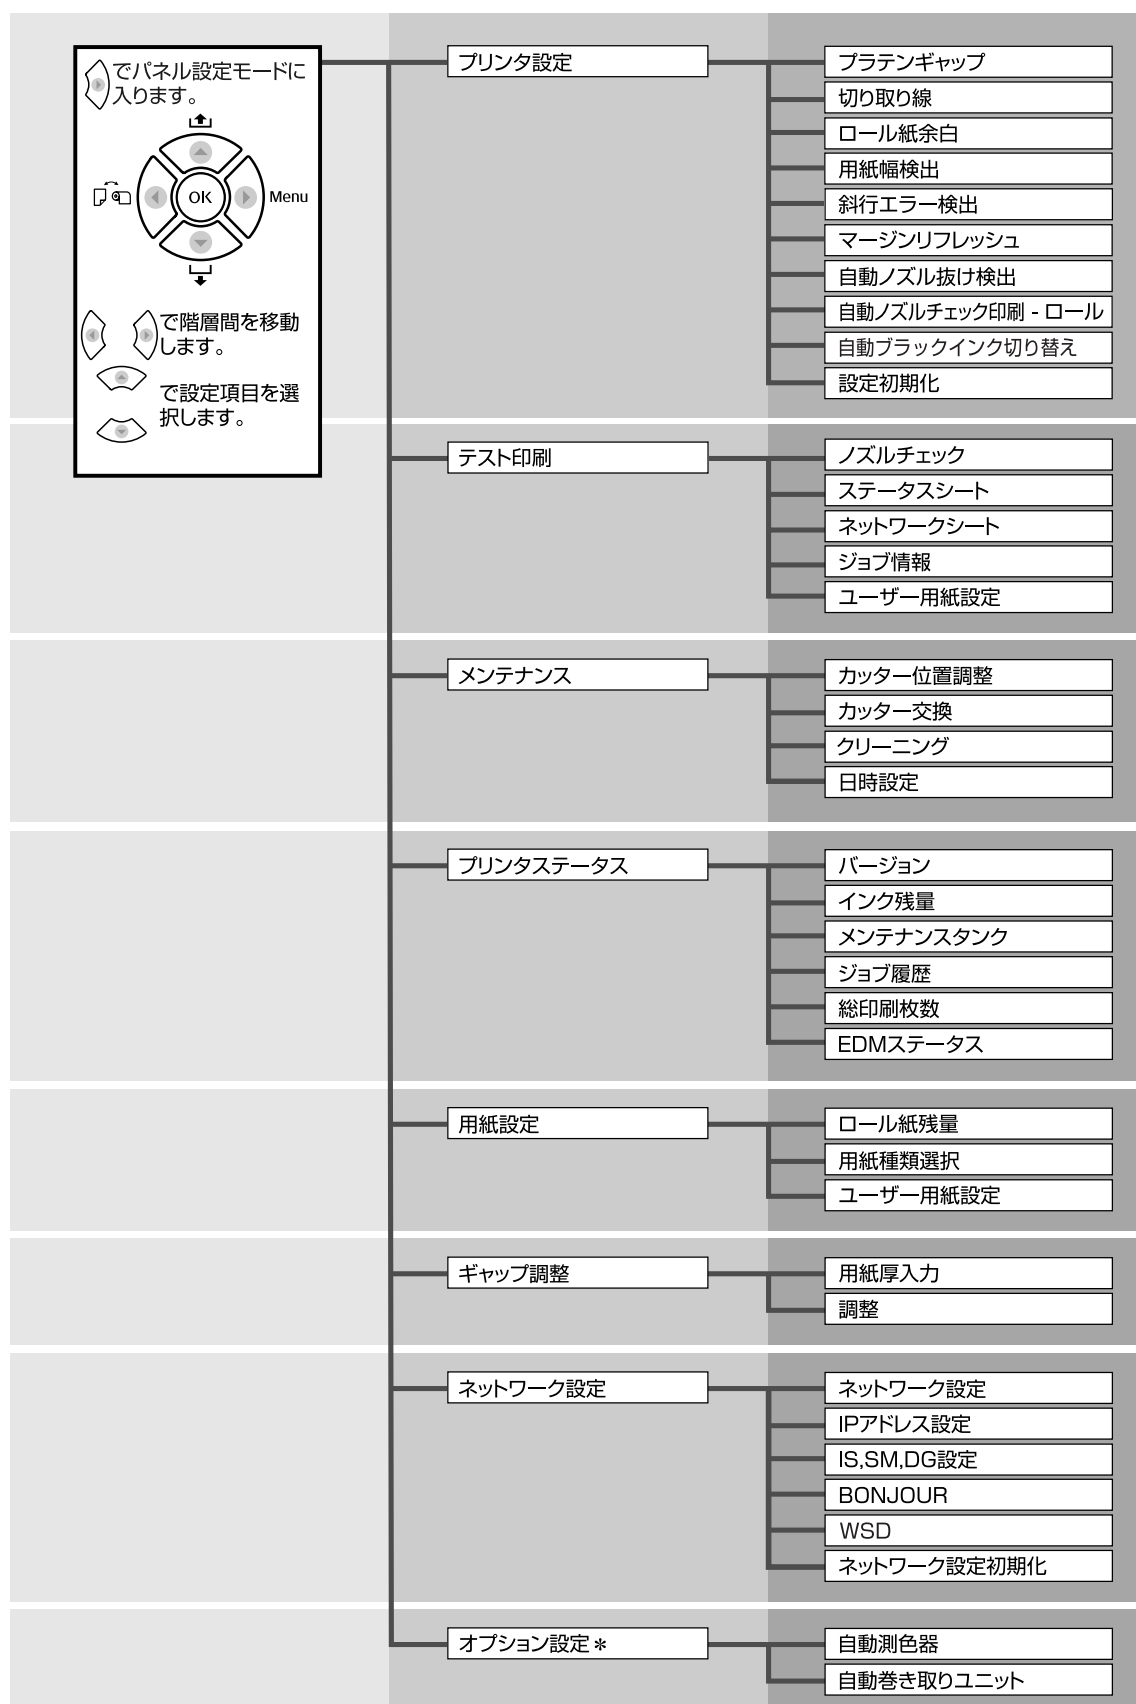 でパネル設定モードに
入ります。
OK
Menu
で階層間を移動
します。
で設定項目を選
択します。
プリンタ設定
プラテンギャップ
切り取り線
ロール紙余白
用紙幅検出
斜行エラー検出
マージンリフレッシュ
自動ノズル抜け検出
自動ノズルチェック印刷 - ロール
自動ブラックインク切り替え
設定初期化
テスト印刷
ノズルチェック
ステータスシート
ネットワークシート
ジョブ情報
ユーザー用紙設定
メンテナンス
カッター位置調整
カッター交換
クリーニング
日時設定
プリンタステータス
バージョン
インク残量
メンテナンスタンク
ジョブ履歴
総印刷枚数
EDMステータス
用紙設定
ロール紙残量
用紙種類選択
ユーザー用紙設定
ギャップ調整
用紙厚入力
調整
ネットワーク設定
ネットワーク設定
IPアドレス設定
IS,SM,DG設定
BONJOUR
WSD
ネットワーク設定初期化
オプション設定＊
自動測色器
自動巻き取りユニット